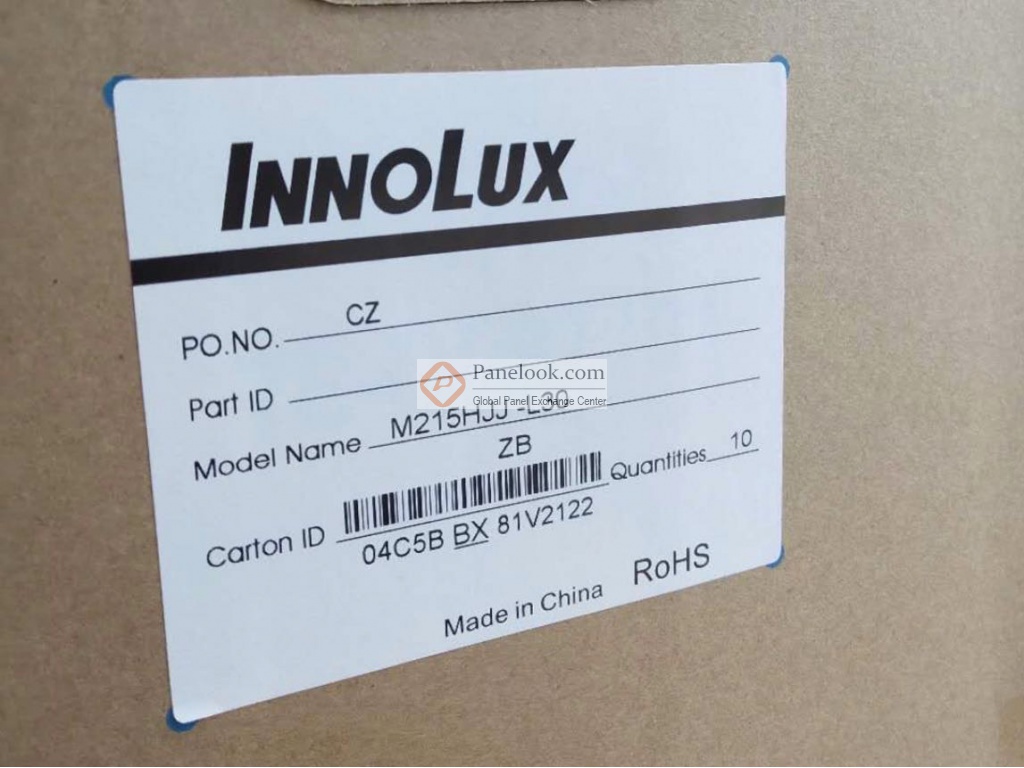 INNOLUX
PO.NO. CZ
Part ID
Panelook.com
Global Panel Exchange Center
Model Name M215HJJ -L30
ZB
Quantities 10
Carton ID
04C5B BX 81V2122
Made in China RoHS